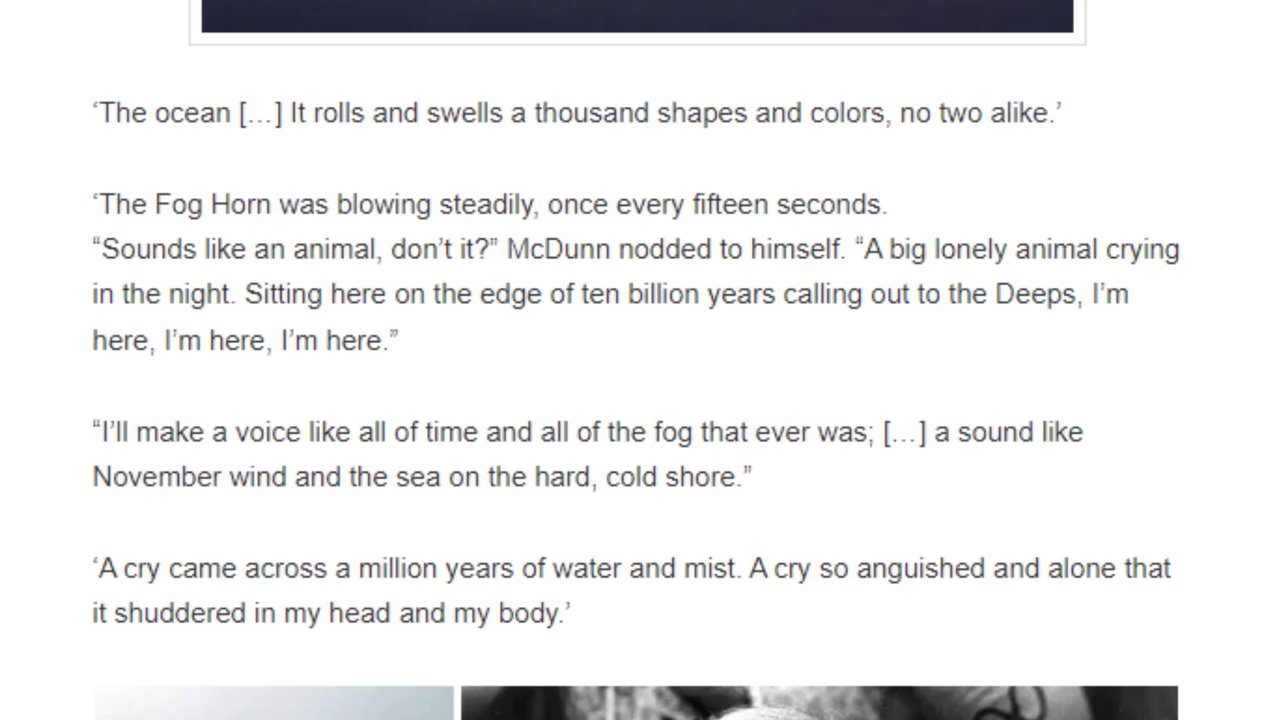 ‘The ocean […] It rolls and swells a thousand shapes and colors, no two alike.’
‘The Fog Horn was blowing steadily, once every fifteen seconds.
“Sounds like an animal, don’t it?” McDunn nodded to himself. “A big lonely animal crying
in the night. Sitting here on the edge of ten billion years calling out to the Deeps, I’m
here, I’m here, I’m here.”
“I’ll make a voice like all of time and all of the fog that ever was; […] a sound like
November wind and the sea on the hard, cold shore.”
‘A cry came across a million years of water and mist. A cry so anguished and alone that
it shuddered in my head and my body.’